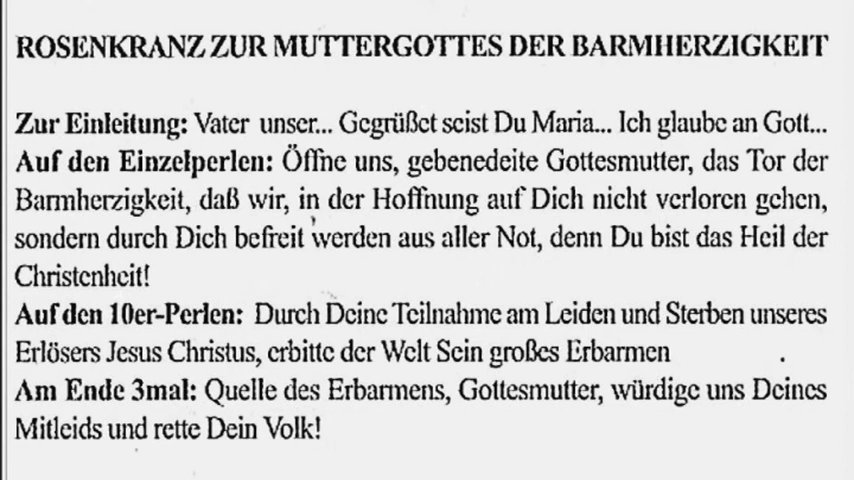 ROSENKRANZ ZUR MUTTERGOTTES DER BARMHERZIGKEIT
Zur Einleitung: Vater unser... Gegrüßet seist Du Maria... Ich glaube an Gott...
Auf den Einzelperlen: Öffne uns, gebenedeite Gottesmutter, das Tor der
Barmherzigkeit, daß wir, in der Hoffnung auf Dich nicht verloren gehen,
sondern durch Dich befreit werden aus aller Not, denn Du bist das Heil der
Christenheit!
Auf den 10er-Perlen: Durch Deine Teilnahme am Leiden und Sterben unseres
Erlösers Jesus Christus, erbitte der Welt Sein großes Erbarmen .
Am Ende 3mal: Quelle des Erbarmens, Gottesmutter, würdige uns Deines
Mitleids und rette Dein Volk!